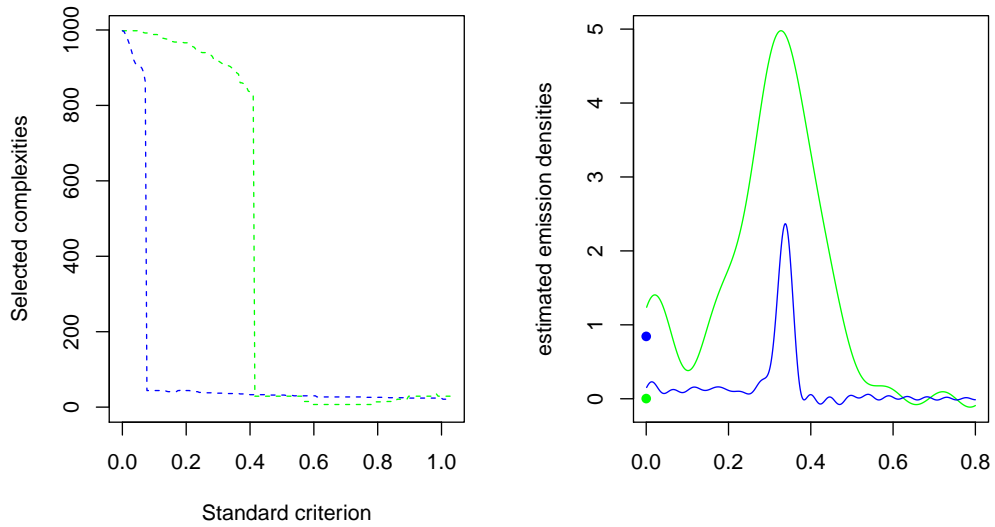 Selected complexities
1000
800
600
400
200
0
0.0 0.2 0.4 0.6 0.8 1.0
Standard criterion
estimated emission densities
5
4
3
2
1
0
0.0 0.2 0.4 0.6 0.8